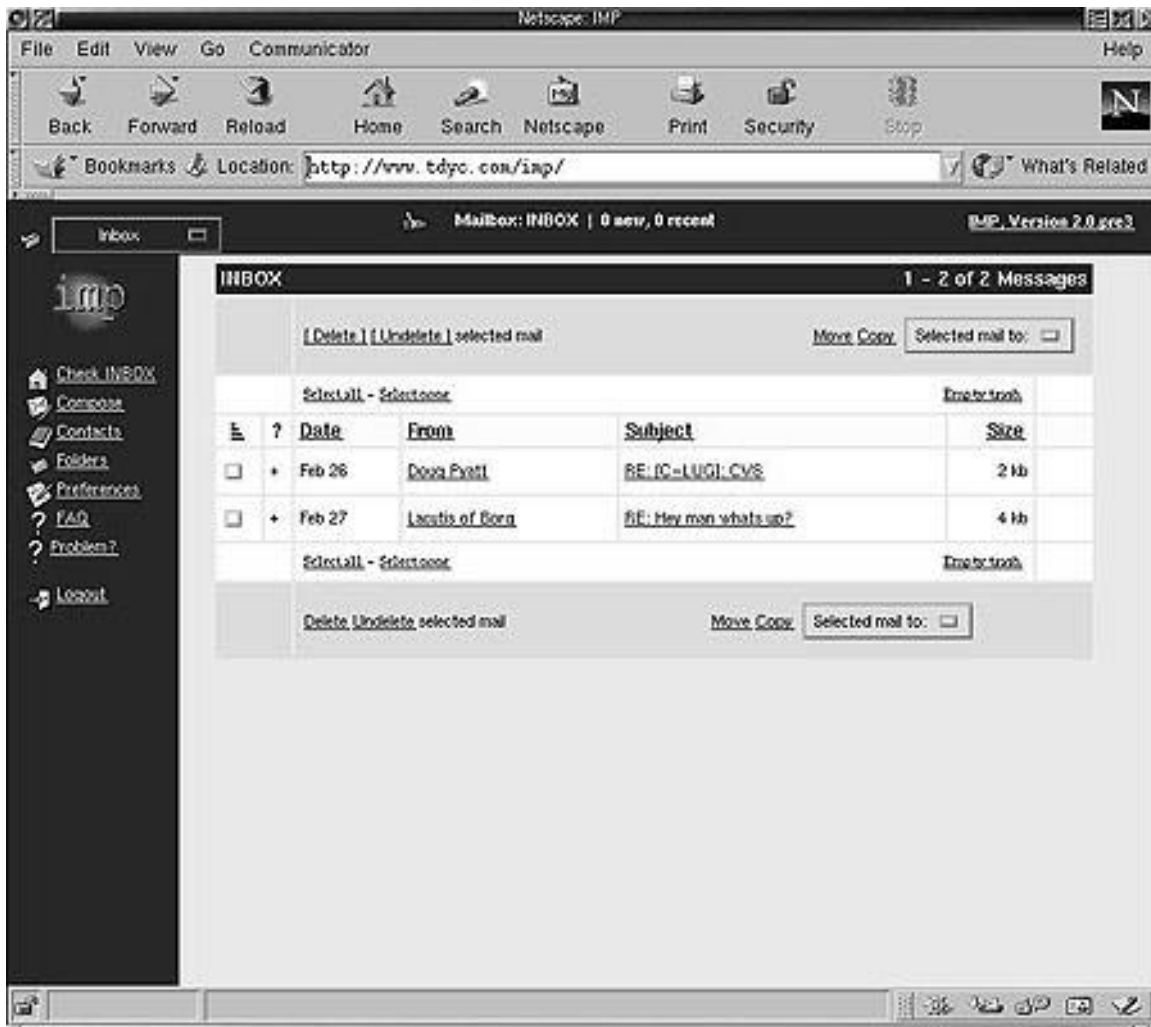 Netscape: IMP
File Edit View Go Communicator Help
Back Forward Reload Home Search Netscape Print Security Stop
N
Bookmarks Location: http://www.tdyc.com/imp/ What's Related
Inbox Mailbox: INBOX | 0 new, 0 recent IMP, Version 2.0 pre3
imp
INBOX 1 - 2 of 2 Messages
[ Delete ] [ Undelete ] selected mail Move Copy Selected mail to:
Check INBOX
Select all - Select none Empty trash
Compose
Contacts
? Date From Subject Size
Folders
+ Feb 26 Doug Pyatt RE: [C-LUG]: CVS 2 kb
Preferences
? FAQ
+ Feb 27 Locutis of Borg RE: Hey man whats up? 4 kb
? Problem?
Select all - Select none Empty trash
Logout
Delete Undelete selected mail Move Copy Selected mail to: